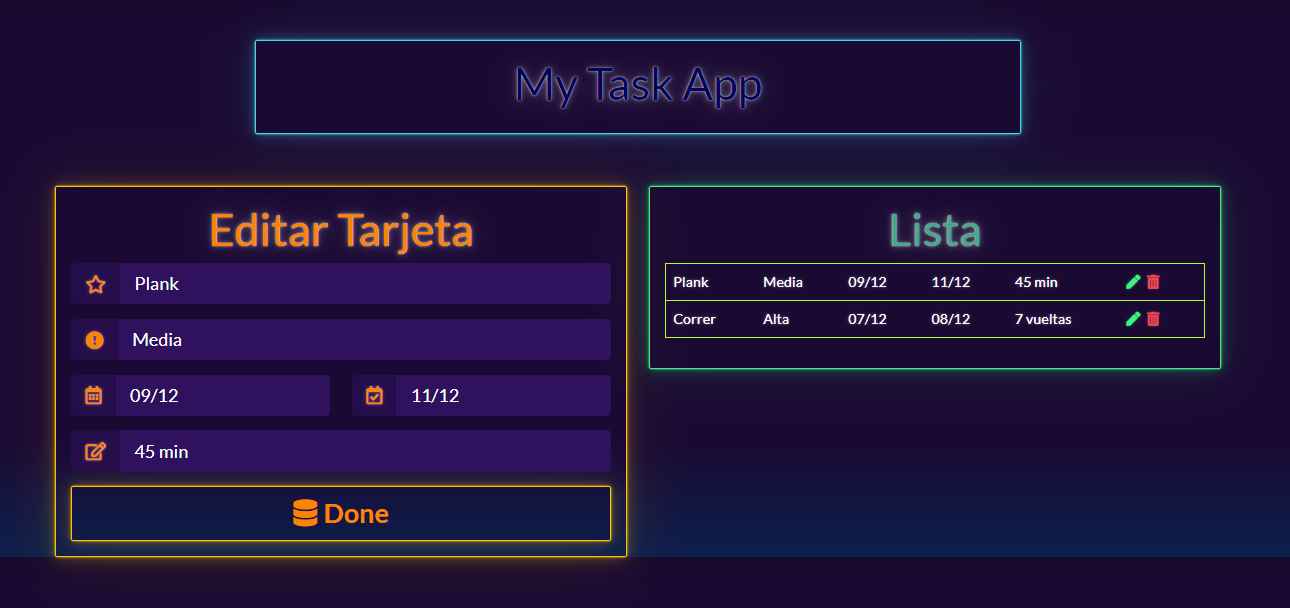 My Task App
Editar Tarjeta
Plank
Media
09/12 11/12
45 min
Done
Lista
Plank Media 09/12 11/12 45 min
Correr Alta 07/12 08/12 7 vueltas